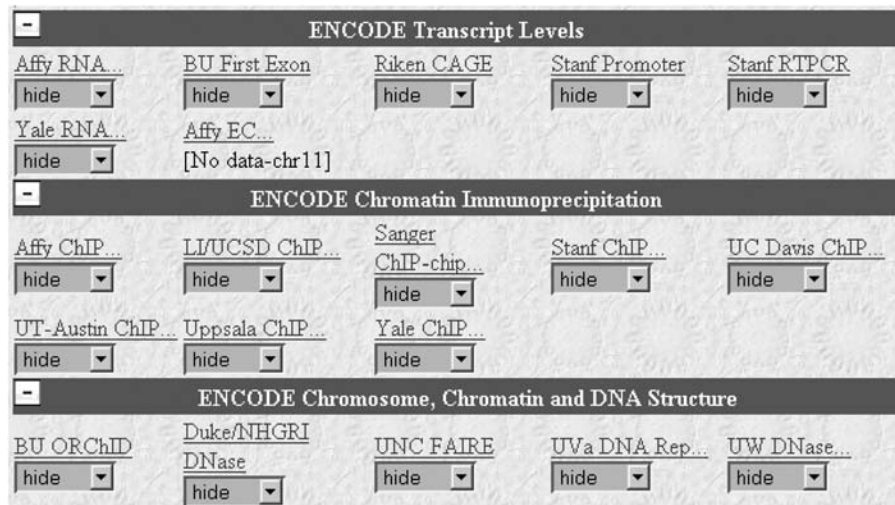 - ENCODE Transcript Levels
Affy RNA... BU First Exon Riken CAGE Stanf Promoter Stanf RTPCR
hide hide hide hide hide
Yale RNA... Affy EC...
hide [No data-chr11]
- ENCODE Chromatin Immunoprecipitation
Affy ChIP... LI/UCSD ChIP... Sanger ChIP-chip... Stanf ChIP... UC Davis ChIP...
hide hide hide hide hide
UT-Austin ChIP... Uppsala ChIP... Yale ChIP...
hide hide hide
- ENCODE Chromosome, Chromatin and DNA Structure
BU ORChID Duke/NHGRI DNase UNC FAIRE UVa DNA Rep... UW DNase...
hide hide hide hide hide